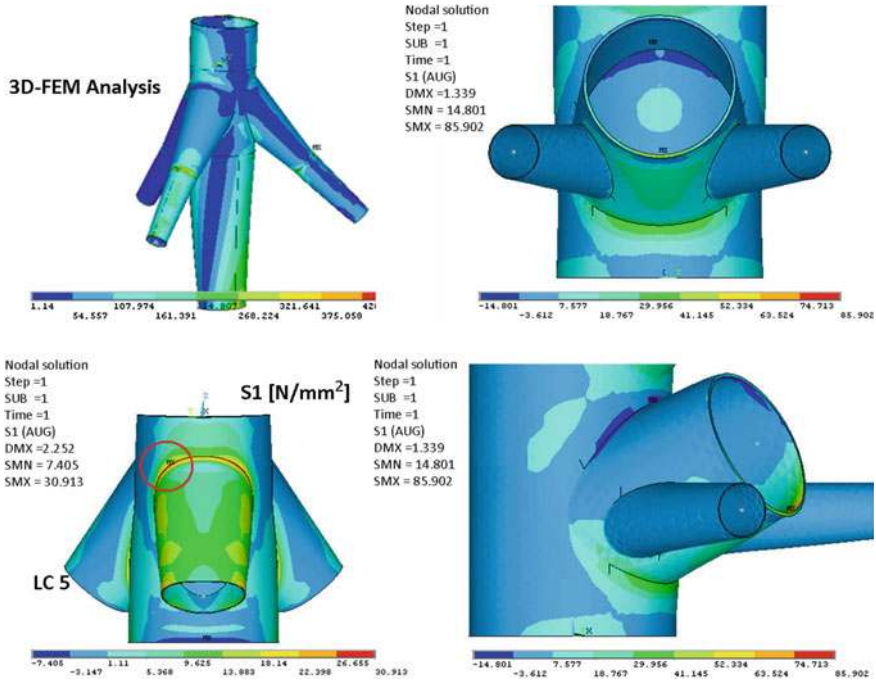 3D-FEM Analysis
1.14 107.974 214.807 321.641 428
54.557 161.391 268.224 375.058
Nodal solution
Step =1
SUB =1
Time =1
S1 (AUG)
DMX =1.339
SMN = 14.801
SMX = 85.902
MX
-14.801 7.577 29.956 52.334 74.713
-3.612 18.767 41.145 63.524 85.902
Nodal solution
Step =1
SUB =1
Time =1
S1 (AUG)
DMX =2.252
SMN = 7.405
SMX = 30.913
S1 [N/mm²]
LC 5
-7.405 1.11 9.625 18.14 26.655
-3.147 5.368 13.883 22.398 30.913
Nodal solution
Step =1
SUB =1
Time =1
S1 (AUG)
DMX =1.339
SMN = 14.801
SMX = 85.902
MX
-14.801 7.577 29.956 52.334 74.713
-3.612 18.767 41.145 63.524 85.902